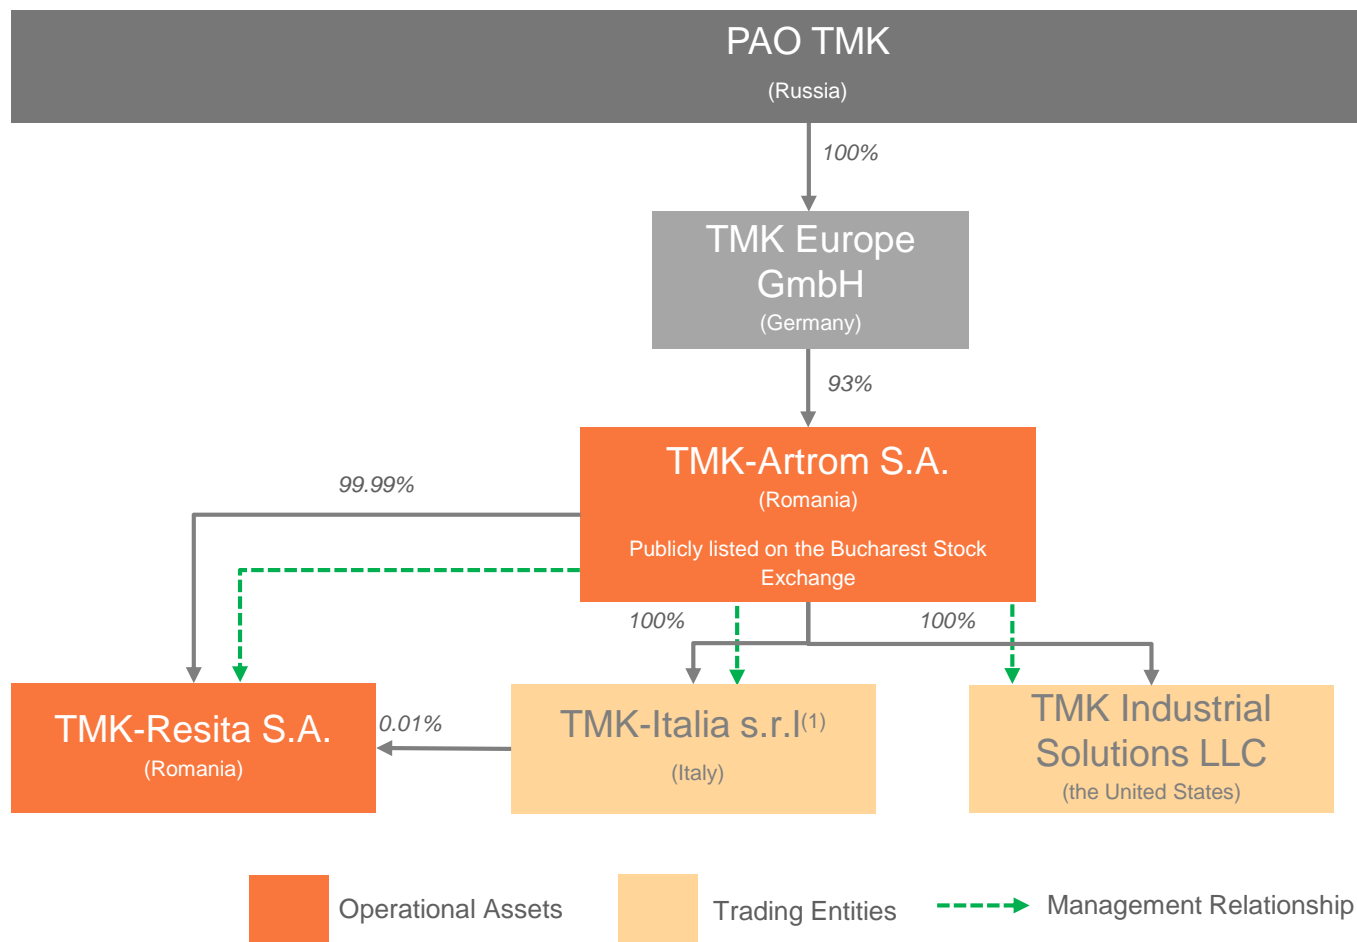 PAO TMK
(Russia)
100%
TMK Europe
GmbH
(Germany)
93%
TMK-Artrom S.A.
(Romania)
Publicly listed on the Bucharest Stock
Exchange
99.99%
100%
100%
TMK-Resita S.A.
(Romania)
0.01%
TMK-Italia s.r.l(1)
(Italy)
TMK Industrial
Solutions LLC
(the United States)
Operational Assets
Trading Entities
Management Relationship